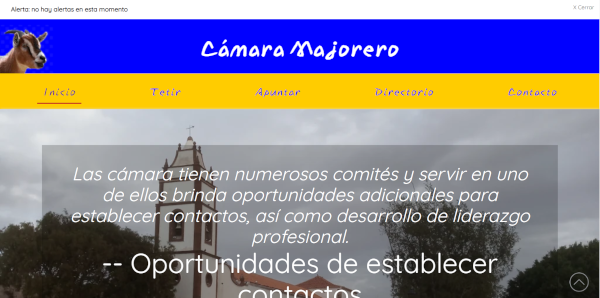 Alerta: no hay alertas en esta momento
X Cerrar
Cámara Majorero
Inicio
Tetir
Apuntar
Directorio
Contacto
Las cámara tienen numerosos comités y servir en uno
de ellos brinda oportunidades adicionales para
establecer contactos, así como desarrollo de liderazgo
profesional.
-- Oportunidades de establecer
contactos